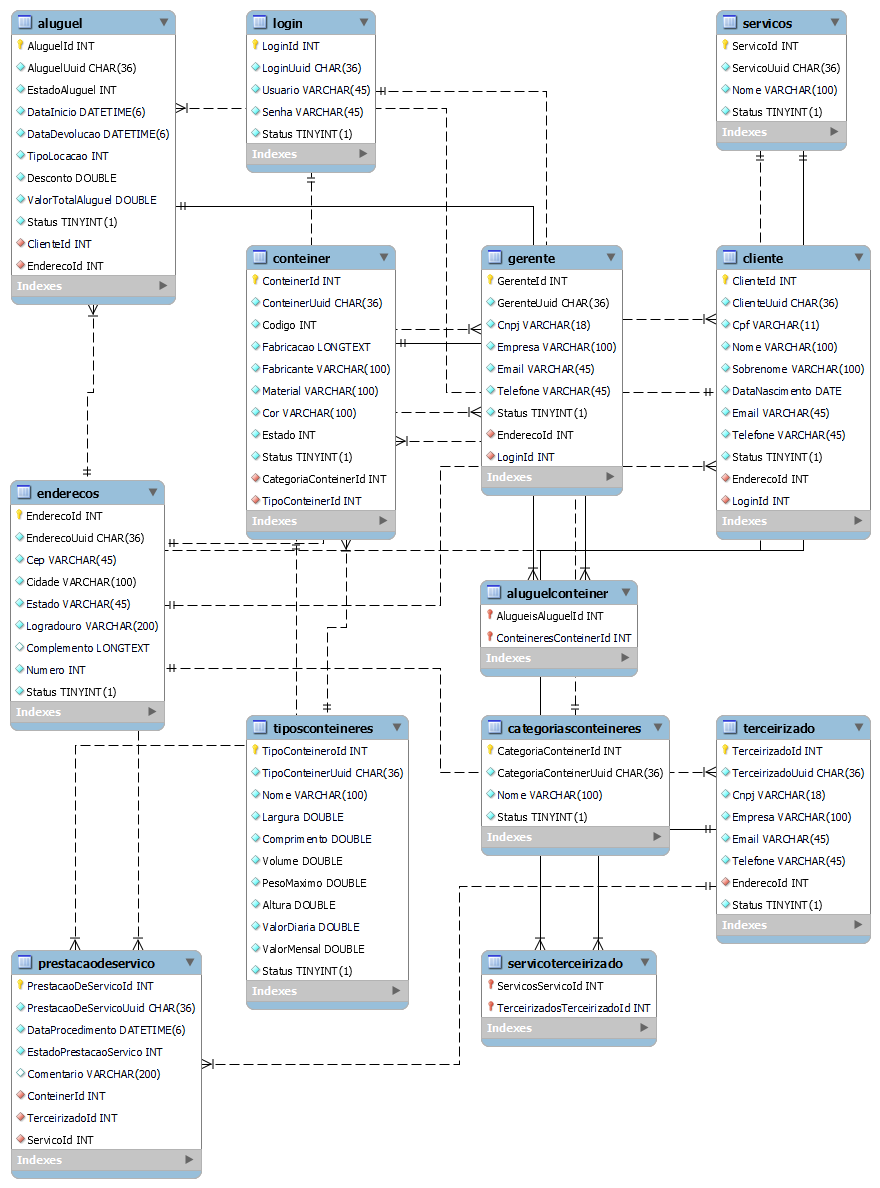 aluguel
AluguelId INT
AluguelUuid CHAR(36)
EstadoAluguel INT
DataInicio DATETIME(6)
DataDevolucao DATETIME(6)
TipoLocacao INT
Desconto DOUBLE
ValorTotalAluguel DOUBLE
Status TINYINT(1)
ClienteId INT
EnderecoId INT
Indexes
login
LoginId INT
LoginUuid CHAR(36)
Usuario VARCHAR(45)
Senha VARCHAR(45)
Status TINYINT(1)
Indexes
servicos
ServicoId INT
ServicoUuid CHAR(36)
Nome VARCHAR(100)
Status TINYINT(1)
Indexes
conteiner
ConteinerId INT
ConteinerUuid CHAR(36)
Codigo INT
Fabricacao LONGTEXT
Fabricante VARCHAR(100)
Material VARCHAR(100)
Cor VARCHAR(100)
Estado INT
Status TINYINT(1)
CategoriaConteinerId INT
TipoConteinerId INT
Indexes
gerente
GerenteId INT
GerenteUuid CHAR(36)
Cnpj VARCHAR(18)
Empresa VARCHAR(100)
Email VARCHAR(45)
Telefone VARCHAR(45)
Status TINYINT(1)
EnderecoId INT
LoginId INT
Indexes
cliente
ClienteId INT
ClienteUuid CHAR(36)
Cpf VARCHAR(11)
Nome VARCHAR(100)
Sobrenome VARCHAR(100)
DataNascimento DATE
Email VARCHAR(45)
Telefone VARCHAR(45)
Status TINYINT(1)
EnderecoId INT
LoginId INT
Indexes
enderecos
EnderecoId INT
EnderecoUuid CHAR(36)
Cep VARCHAR(45)
Cidade VARCHAR(100)
Estado VARCHAR(45)
Logradouro VARCHAR(200)
Complemento LONGTEXT
Numero INT
Status TINYINT(1)
Indexes
aluguelconteiner
AlugueisAluguelId INT
ConteineresConteinerId INT
Indexes
tiposconteineres
TipoConteineroId INT
TipoConteinerUuid CHAR(36)
Nome VARCHAR(100)
Largura DOUBLE
Comprimento DOUBLE
Volume DOUBLE
PesoMaximo DOUBLE
Altura DOUBLE
ValorDiaria DOUBLE
ValorMensal DOUBLE
Status TINYINT(1)
Indexes
categoriasconteineres
CategoriaConteinerId INT
CategoriaConteinerUuid CHAR(36)
Nome VARCHAR(100)
Status TINYINT(1)
Indexes
terceirizado
TerceirizadoId INT
TerceirizadoUuid CHAR(36)
Cnpj VARCHAR(18)
Empresa VARCHAR(100)
Email VARCHAR(45)
Telefone VARCHAR(45)
EnderecoId INT
Status TINYINT(1)
Indexes
prestacaodeservico
PrestacaoDeServicoId INT
PrestacaoDeServicoUuid CHAR(36)
DataProcedimento DATETIME(6)
EstadoPrestacaoServico INT
Comentario VARCHAR(200)
ConteinerId INT
TerceirizadoId INT
ServicoId INT
Indexes
servicoterceirizado
ServicosServicoId INT
TerceirizadosTerceirizadoId INT
Indexes